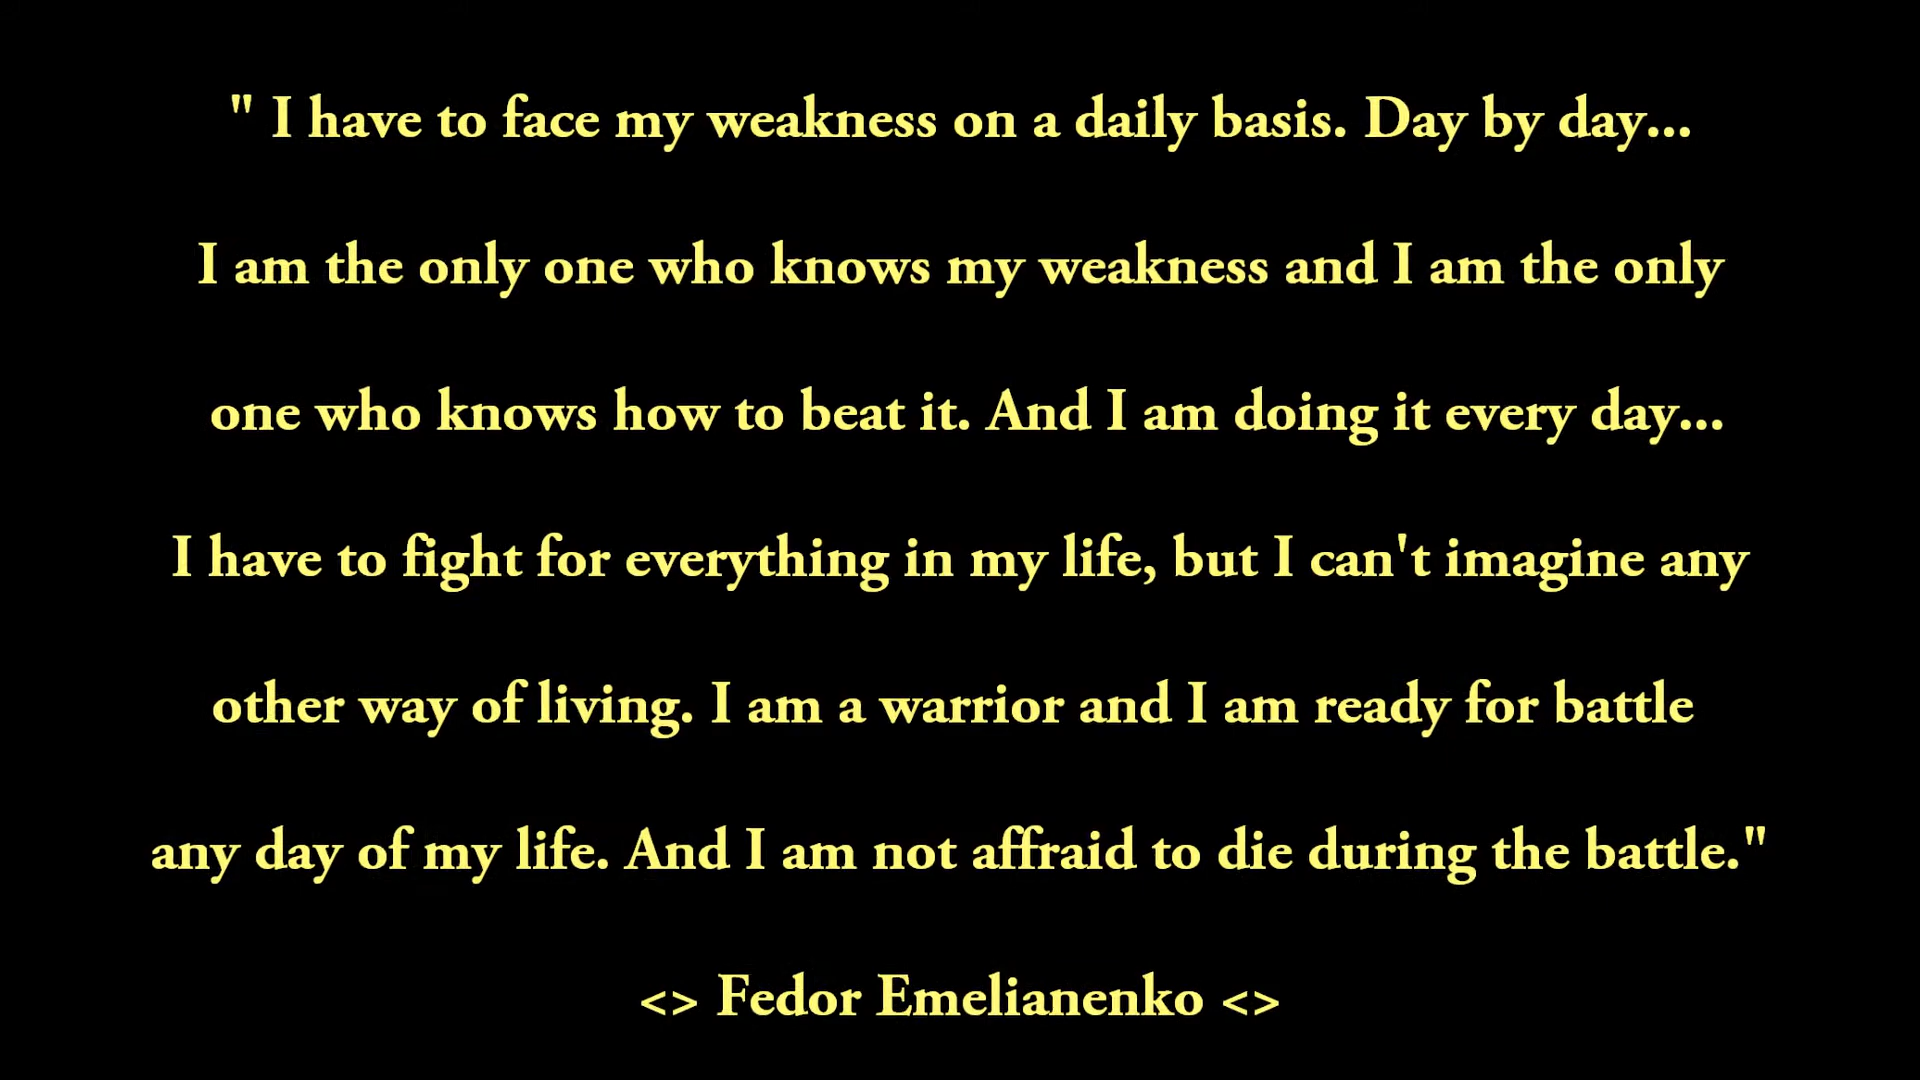 " I have to face my weakness on a daily basis. Day by day...
I am the only one who knows my weakness and I am the only
one who knows how to beat it. And I am doing it every day...
I have to fight for everything in my life, but I can't imagine any
other way of living. I am a warrior and I am ready for battle
any day of my life. And I am not affraid to die during the battle."
<> Fedor Emelianenko <>